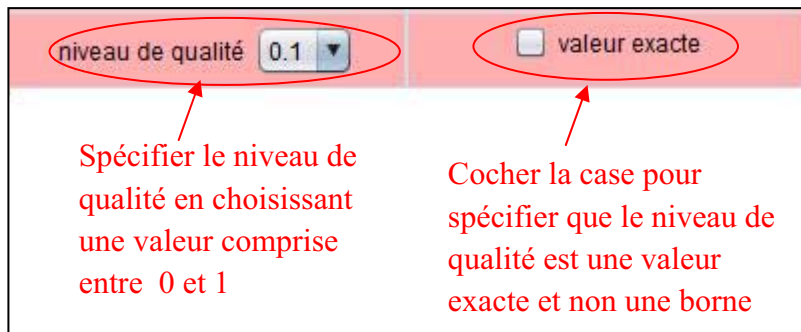 niveau de qualité 0.1 valeur exacte
Spécifier le niveau de
qualité en choisissant
une valeur comprise
entre 0 et 1
Cocher la case pour
spécifier que le niveau de
qualité est une valeur
exacte et non une borne